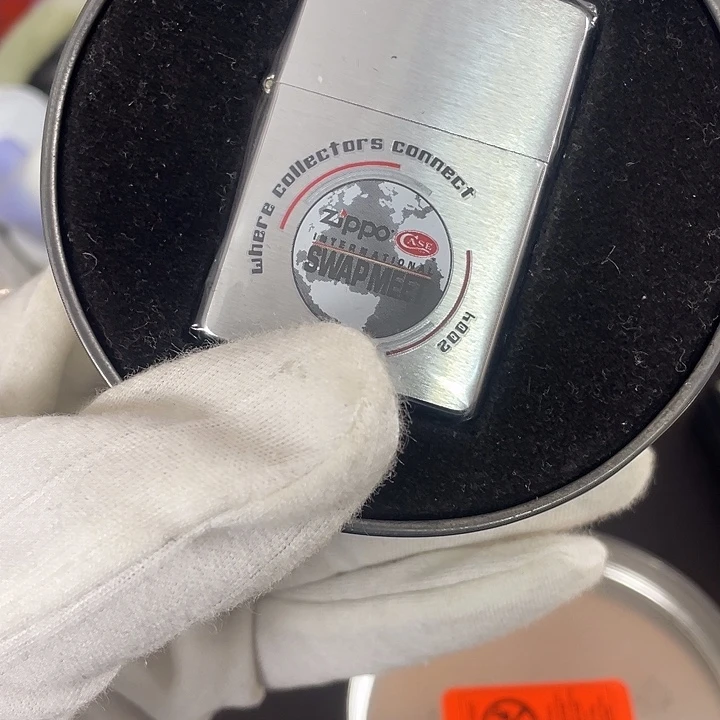 where collectors connect
Zippo
CASE
INTERNATIONAL
SWAP MEET
2004